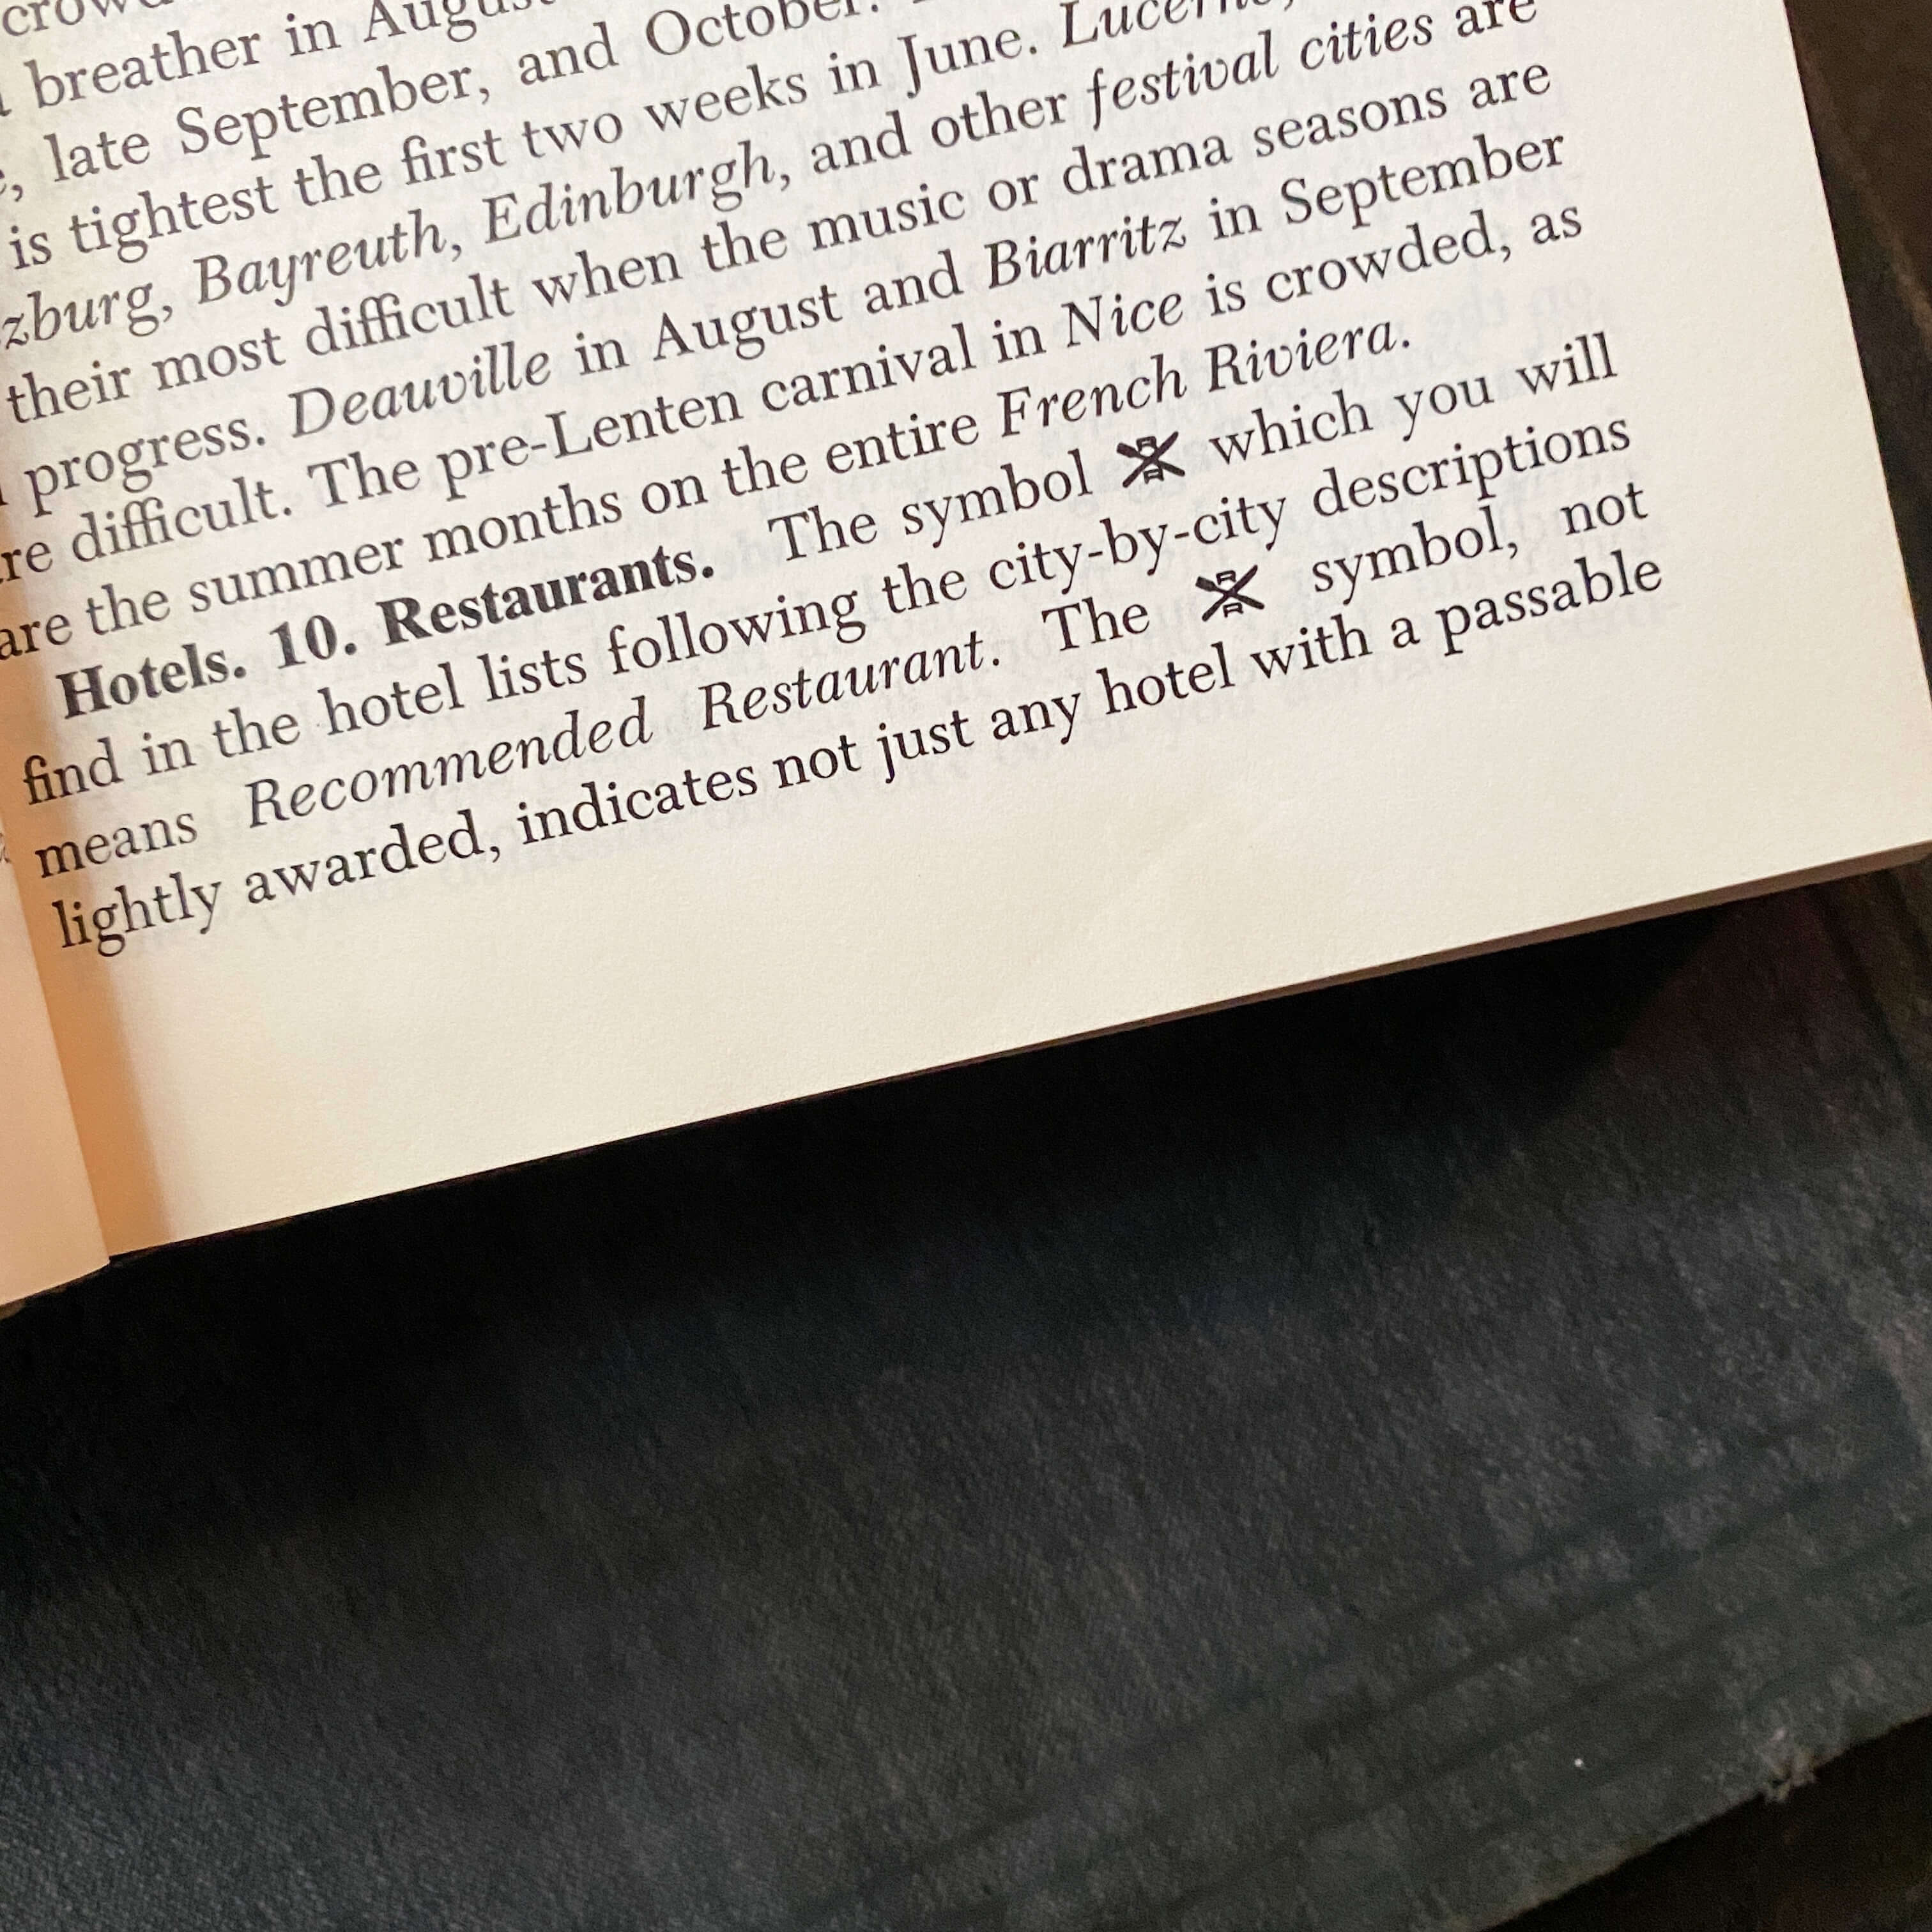 breather in August
late September, and October.
is tightest the first two weeks in June. Lucerne,
zburg, Bayreuth, Edinburgh, and other festival cities are
their most difficult when the music or drama seasons are
progress. Deauville in August and Biarritz in September
re difficult. The pre-Lenten carnival in Nice is crowded, as
are the summer months on the entire French Riviera.
Hotels. 10. Restaurants. The symbol which you will
find in the hotel lists following the city-by-city descriptions
means Recommended Restaurant. The symbol, not
lightly awarded, indicates not just any hotel with a passable